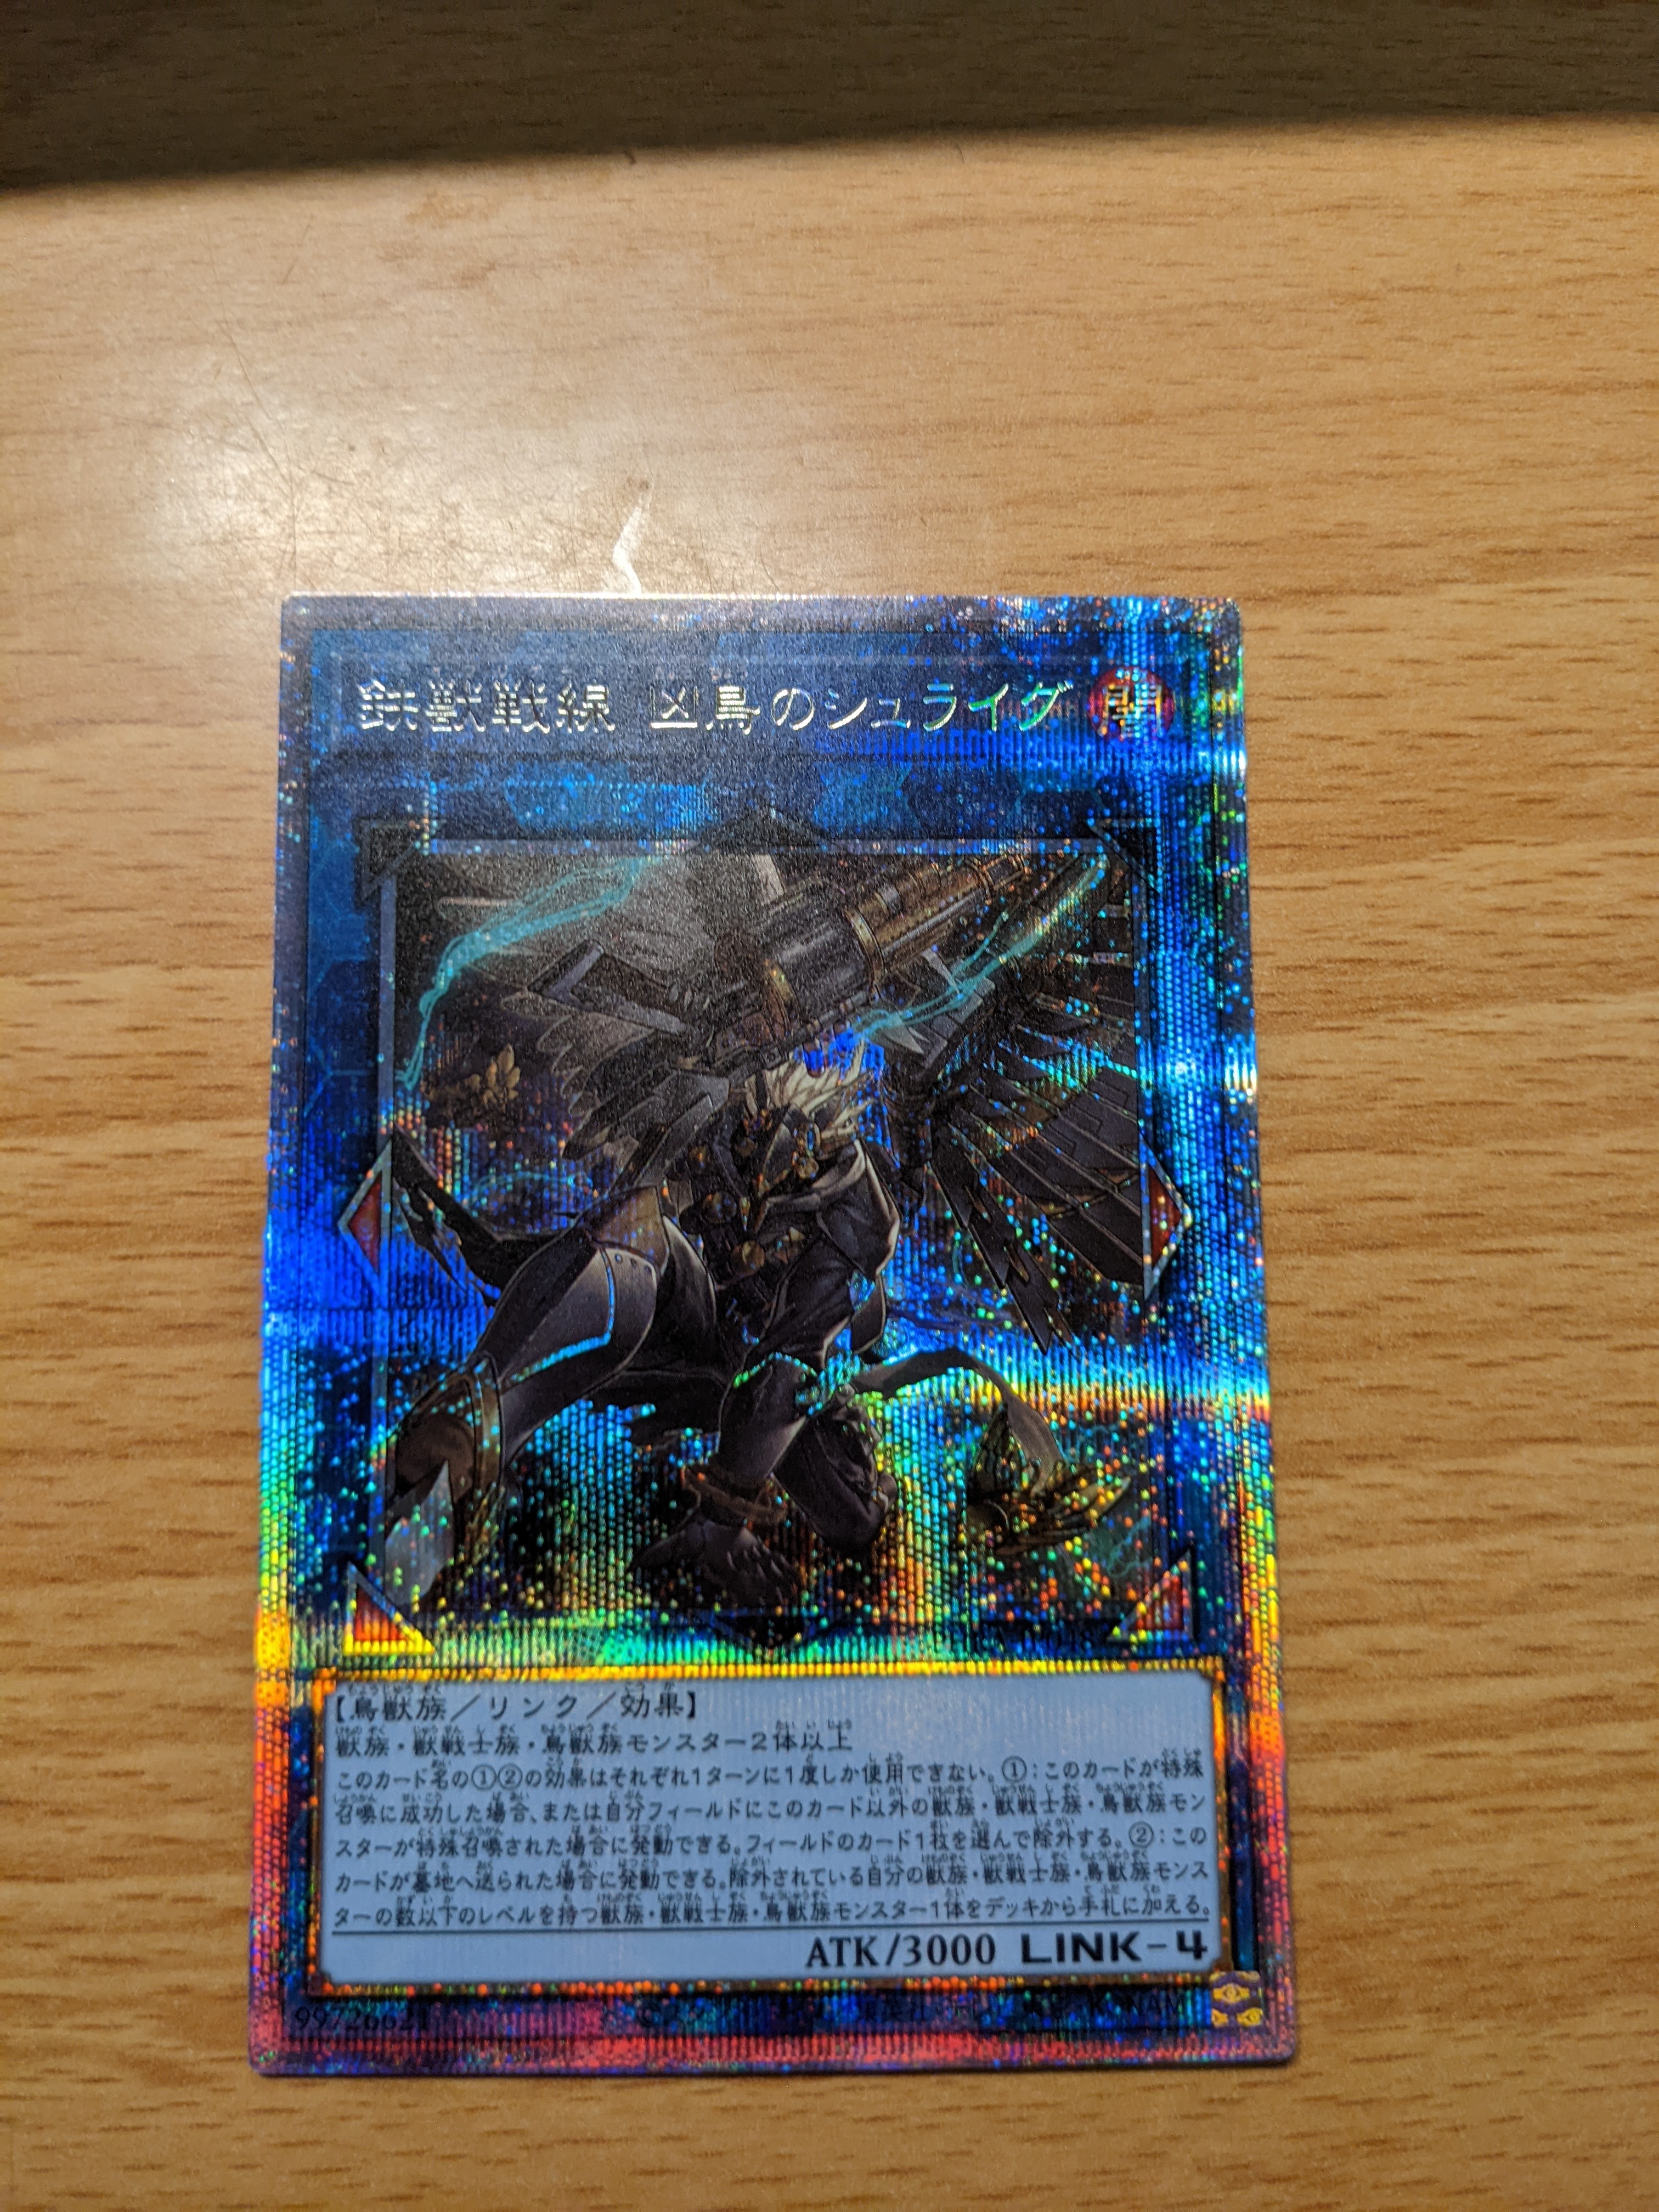 鉄獣戦線 凶鳥のシュライグ 闇
【鳥獣族／リンク／効果】
獣族・獣戦士族・鳥獣族モンスター2体以上
このカード名の①②の効果はそれぞれ1ターンに1度しか使用できない。①：このカードが特殊
召喚に成功した場合、または自分フィールドにこのカード以外の獣族・獣戦士族・鳥獣族モン
スターが特殊召喚された場合に発動できる。フィールドのカード1枚を選んで除外する。②：この
カードが墓地へ送られた場合に発動できる。除外されている自分の獣族・獣戦士族・鳥獣族モンス
ターの数以下のレベルを持つ獣族・獣戦士族・鳥獣族モンスター1体をデッキから手札に加える。
ATK/3000 LINK-4
99726621 KONAMI